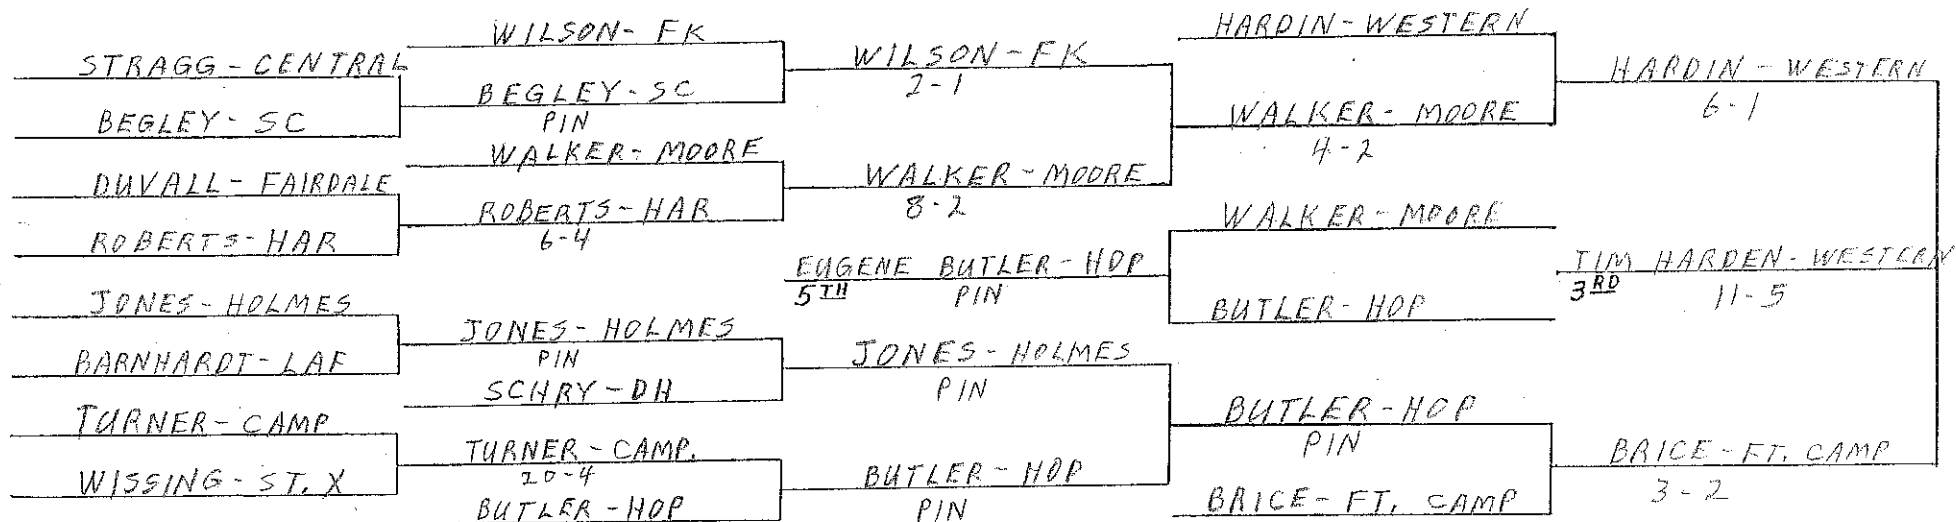 STRAGG - CENTRAL
BEGLEY - SC
DUVALL - FAIRDALE
ROBERTS - HAR
JONES - HOLMES
BARNHARDT - LAF
TURNER - CAMP
WISSING - ST. X
WILSON - FK
BEGLEY - SC
PIN
WALKER - MOORE
ROBERTS - HAR
6-4
JONES - HOLMES
PIN
SCHRY - DH
TURNER - CAMP.
20-4
BUTLER - HOP
WILSON - FK
2-1
WALKER - MOORE
8-2
EUGENE BUTLER - HOP
5TH PIN
JONES - HOLMES
PIN
BUTLER - HOP
PIN
HARDIN - WESTERN
WALKER - MOORE
4-2
WALKER - MOORE
BUTLER - HOP
BUTLER - HOP
PIN
BRICE - FT. CAMP
HARDIN - WESTERN
6-1
TIM HARDEN - WESTERN
3RD 11-5
BRICE - FT. CAMP
3-2